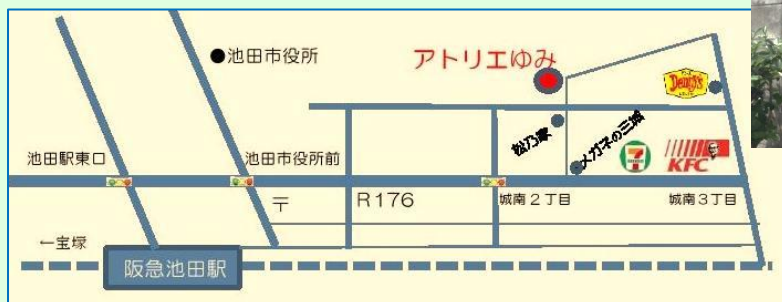 ●池田市役所
アトリエゆみ
Denny's
松乃家
メガネの三城
池田駅東口
池田市役所前
7
ELEVEN
KFC
〒
R176
城南2丁目
城南3丁目
←宝塚
阪急池田駅